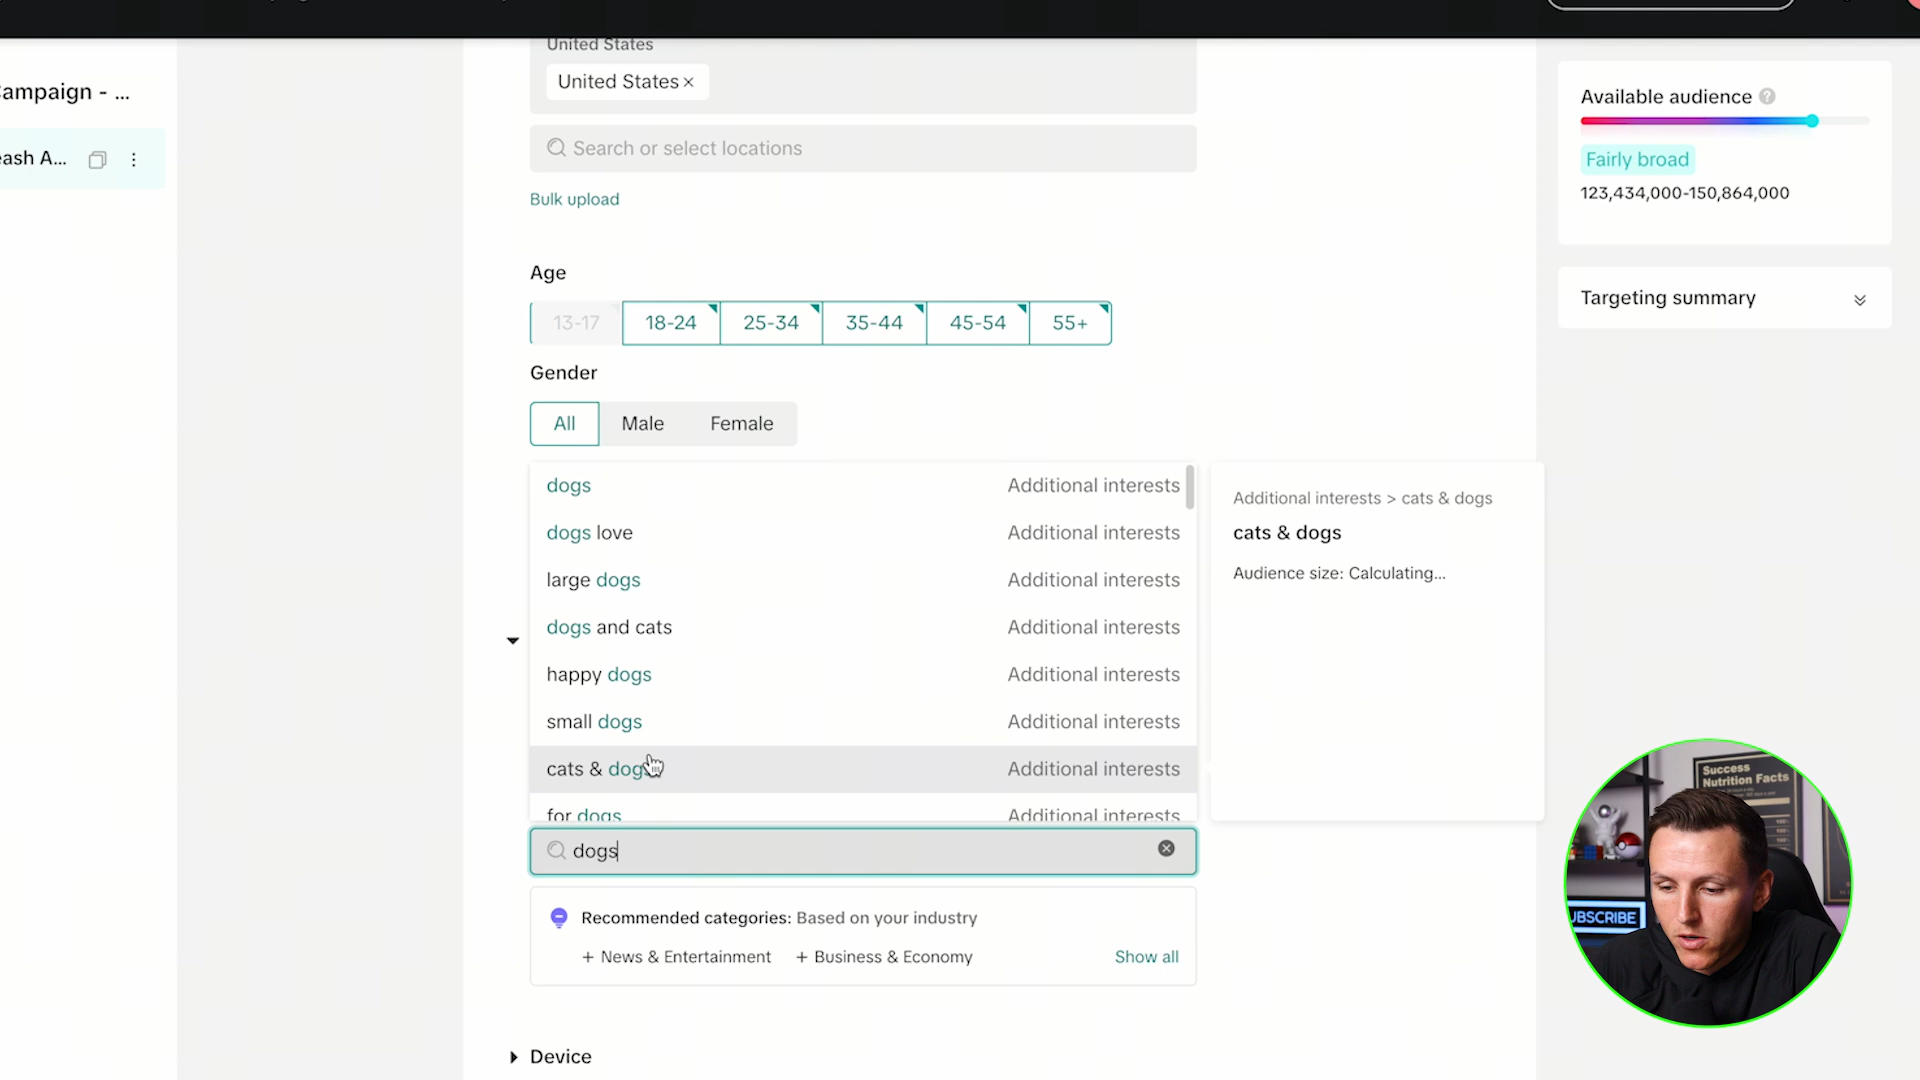 ampaign - ...
eash A...
United States
United States ×
Search or select locations
Bulk upload
Age
13-17
18-24
25-34
35-44
45-54
55+
Gender
All
Male
Female
dogs Additional interests
dogs love Additional interests
large dogs Additional interests
dogs and cats Additional interests
happy dogs Additional interests
small dogs Additional interests
cats & dogs Additional interests
for dogs Additional interests
dogs
Recommended categories: Based on your industry
+ News & Entertainment + Business & Economy Show all
Device
Additional interests > cats & dogs
cats & dogs
Audience size: Calculating...
Available audience ?
Fairly broad
123,434,000-150,864,000
Targeting summary
Success
Nutrition Facts
UBSCRIBE